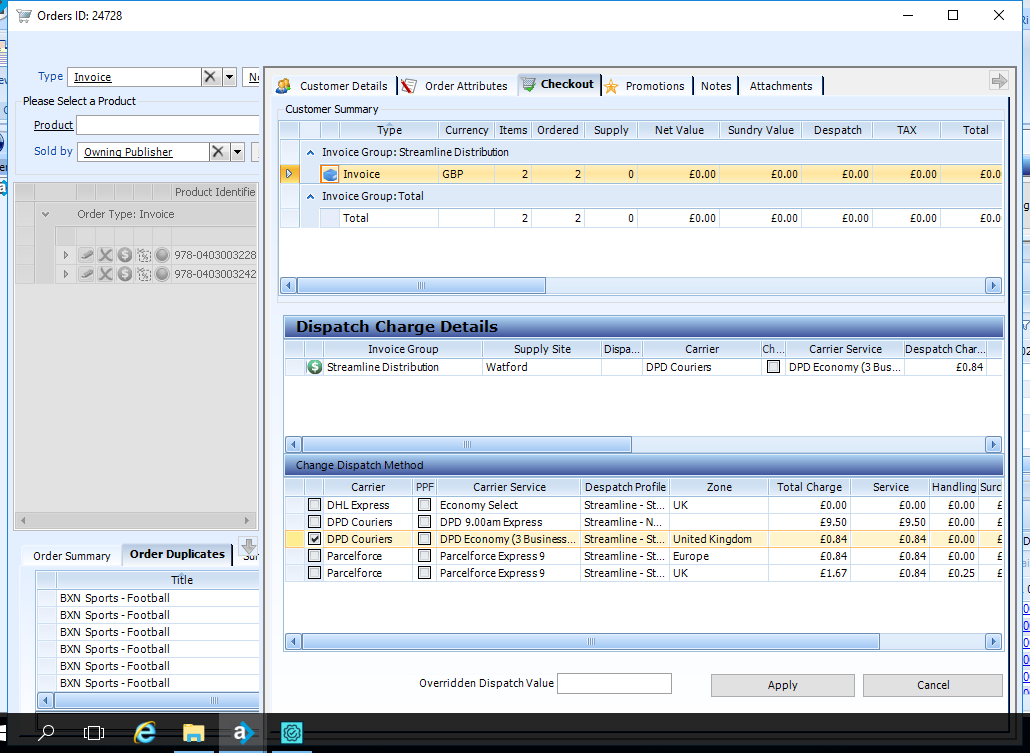 Orders ID: 24728
Type Invoice
Please Select a Product
Product
Sold by Owning Publisher
Product Identifie
Order Type: Invoice
978-0403003228
978-0403003242
Order Summary Order Duplicates
Title
BXN Sports - Football
BXN Sports - Football
BXN Sports - Football
BXN Sports - Football
BXN Sports - Football
BXN Sports - Football
Customer Details Order Attributes Checkout Promotions Notes Attachments
Customer Summary
Type Currency Items Ordered Supply Net Value Sundry Value Despatch TAX Total
Invoice Group: Streamline Distribution
Invoice GBP 2 2 0 £0.00 £0.00 £0.00 £0.00 £0.0
Invoice Group: Total
Total 2 2 0 £0.00 £0.00 £0.00 £0.00 £0.0
Dispatch Charge Details
Invoice Group Supply Site Dispa... Carrier Ch... Carrier Service Despatch Char...
Streamline Distribution Watford DPD Couriers DPD Economy (3 Bus... £0.84
Change Dispatch Method
Carrier PPF Carrier Service Despatch Profile Zone Total Charge Service Handling Surc
DHL Express Economy Select Streamline - St... UK £0.00 £0.00 £0.00 £
DPD Couriers DPD 9.00am Express Streamline - N... £9.50 £9.50 £0.00 £
DPD Couriers DPD Economy (3 Business... Streamline - St... United Kingdom £0.84 £0.84 £0.00 £
Parcelforce Parcelforce Express 9 Streamline - St... Europe £0.84 £0.84 £0.00 £
Parcelforce Parcelforce Express 9 Streamline - St... UK £1.67 £0.84 £0.25 £
Overridden Dispatch Value Apply Cancel